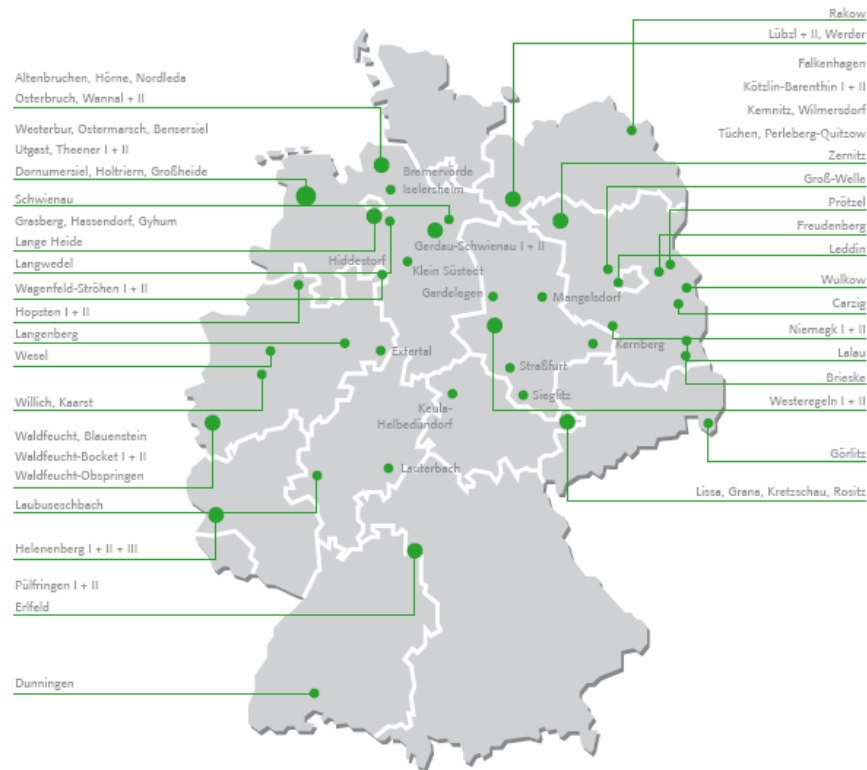 Altenbruchen, Hörne, Nordleda
Osterbruch, Wannal + II
Westerbur, Ostermarsch, Bensersiel
Utgast, Theener I + II
Dornumersiel, Holtriern, Großheide
Schwienau
Grasberg, Hassendorf, Gyhum
Lange Heide
Langwedel
Wagenfeld-Ströhen I + II
Hopsten I + II
Langenberg
Wesel
Willich, Kaarst
Waldfeucht, Blauenstein
Waldfeucht-Bocket I + II
Waldfeucht-Obspringen
Laubuseschbach
Helenenberg I + II + III
Pülfringen I + II
Erlfeld
Dunningen
Bremervörde
Iselersheim
Gerdau-Schwienau I + II
Hiddestorf
Klein Süstedt
Gardelegen
Mangelsdorf
Extertal
Kernberg
Straßfurt
Sieglitz
Keula-
Helbedündorf
Lauterbach
Rakow
Lübzl + II, Werder
Falkenhagen
Kötzlin-Barenthin I + II
Kemnitz, Wilmersdorf
Tüchen, Perleberg-Quitzow
Zernitz
Groß-Welle
Prötzel
Freudenberg
Leddin
Wulkow
Carzig
Niemegk I + II
Lalau
Brieske
Westeregeln I + II
Görlitz
Lissa, Grana, Kretzschau, Rositz